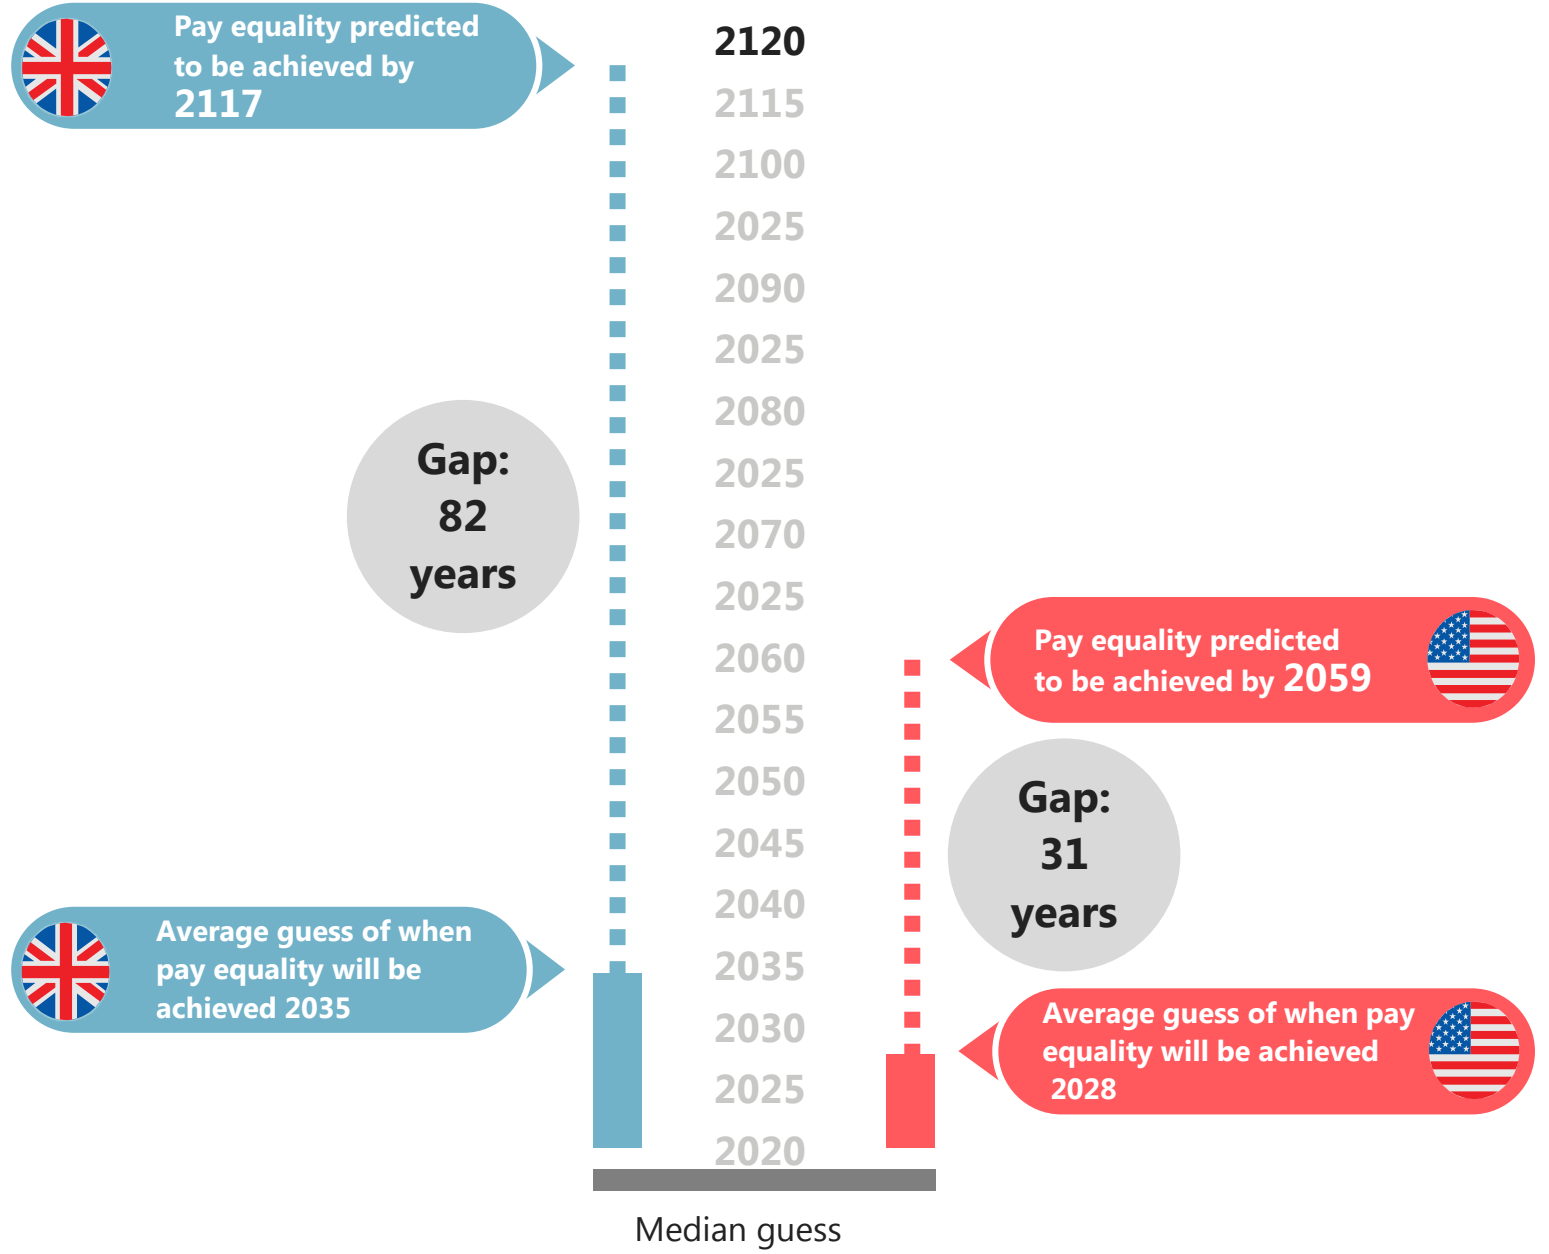 Pay equality predicted
to be achieved by
2117
2120
2115
2100
2025
2090
2025
2080
2025
2070
2025
2060
2055
2050
2045
2040
2035
2030
2025
2020
Gap:
82
years
Pay equality predicted
to be achieved by 2059
Gap:
31
years
Average guess of when
pay equality will be
achieved 2035
Average guess of when pay
equality will be achieved
2028
Median guess